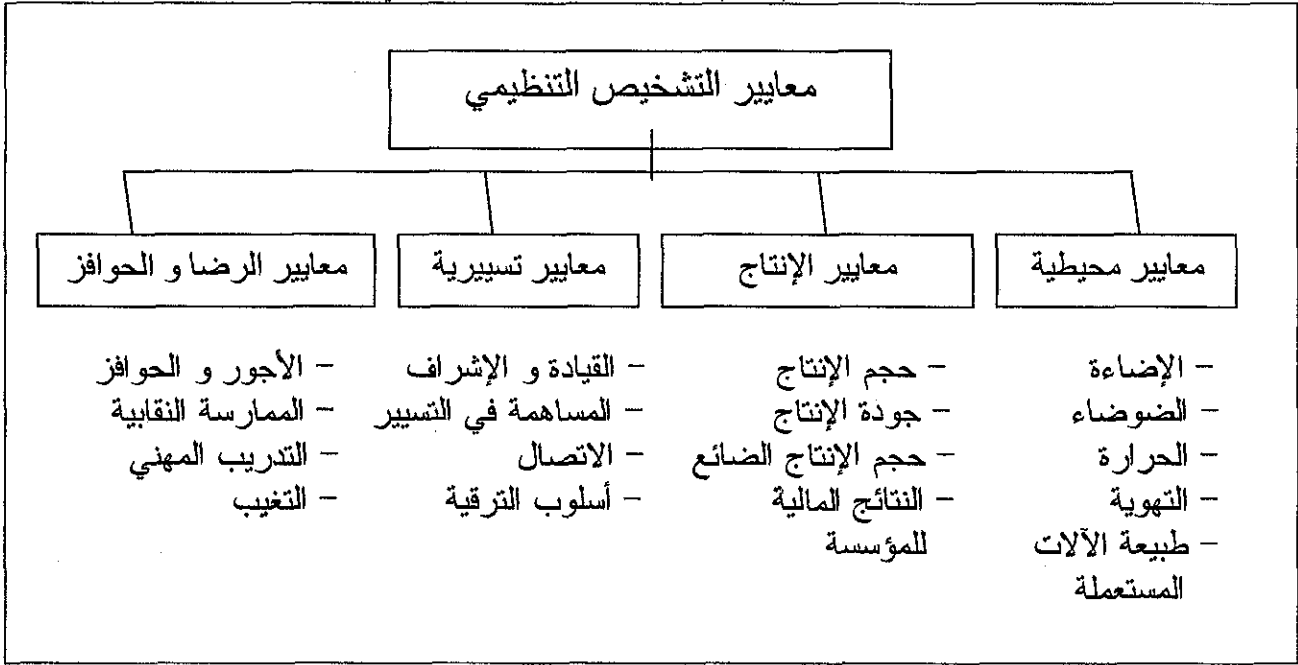 معايير التشخيص التنظيمي
معايير محيطية
– الإضاءة
– الضوضاء
– الحرارة
– التهوية
– طبيعة الآلات
المستعملة
معايير الإنتاج
– حجم الإنتاج
– جودة الإنتاج
– حجم الإنتاج الضائع
– النتائج المالية
للمؤسسة
معايير تسييرية
– القيادة و الإشراف
– المساهمة في التسيير
– الاتصال
– أسلوب الترقية
معايير الرضا و الحوافز
– الأجور و الحوافز
– الممارسة النقابية
– التدريب المهني
– التغيب